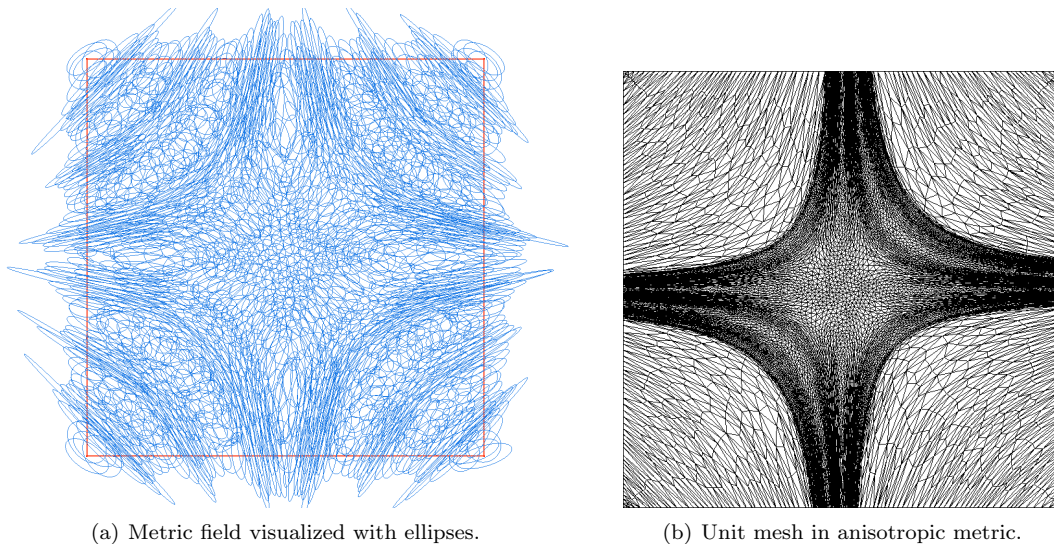 (a) Metric field visualized with ellipses.
(b) Unit mesh in anisotropic metric.